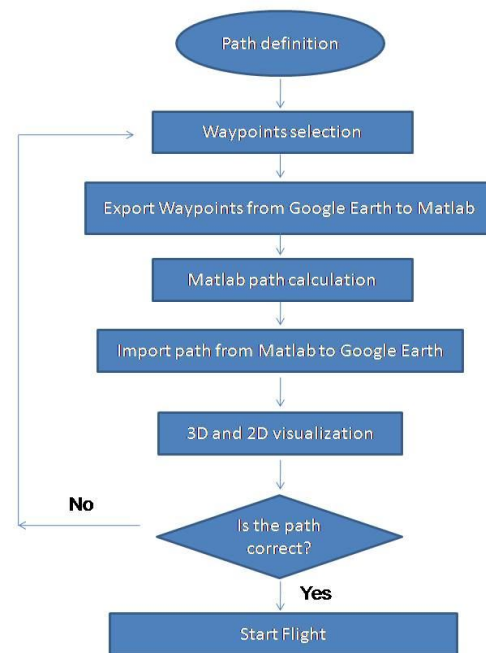 Path definition
Waypoints selection
Export Waypoints from Google Earth to Matlab
Matlab path calculation
Import path from Matlab to Google Earth
3D and 2D visualization
No
Is the path
correct?
Yes
Start Flight